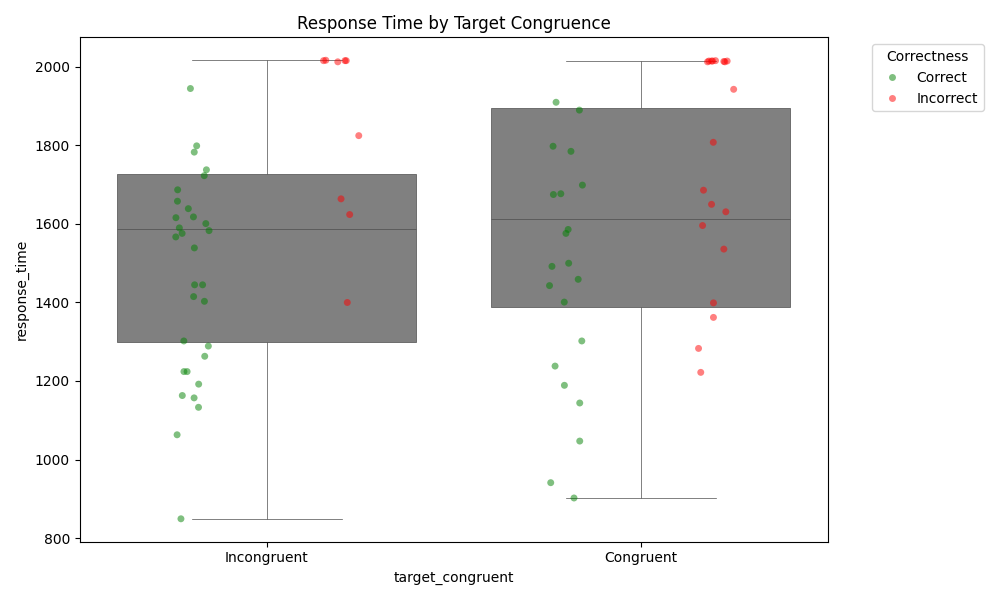 Response Time by Target Congruence
Correctness
Correct
Incorrect
response_time
2000
1800
1600
1400
1200
1000
800
Incongruent
Congruent
target_congruent